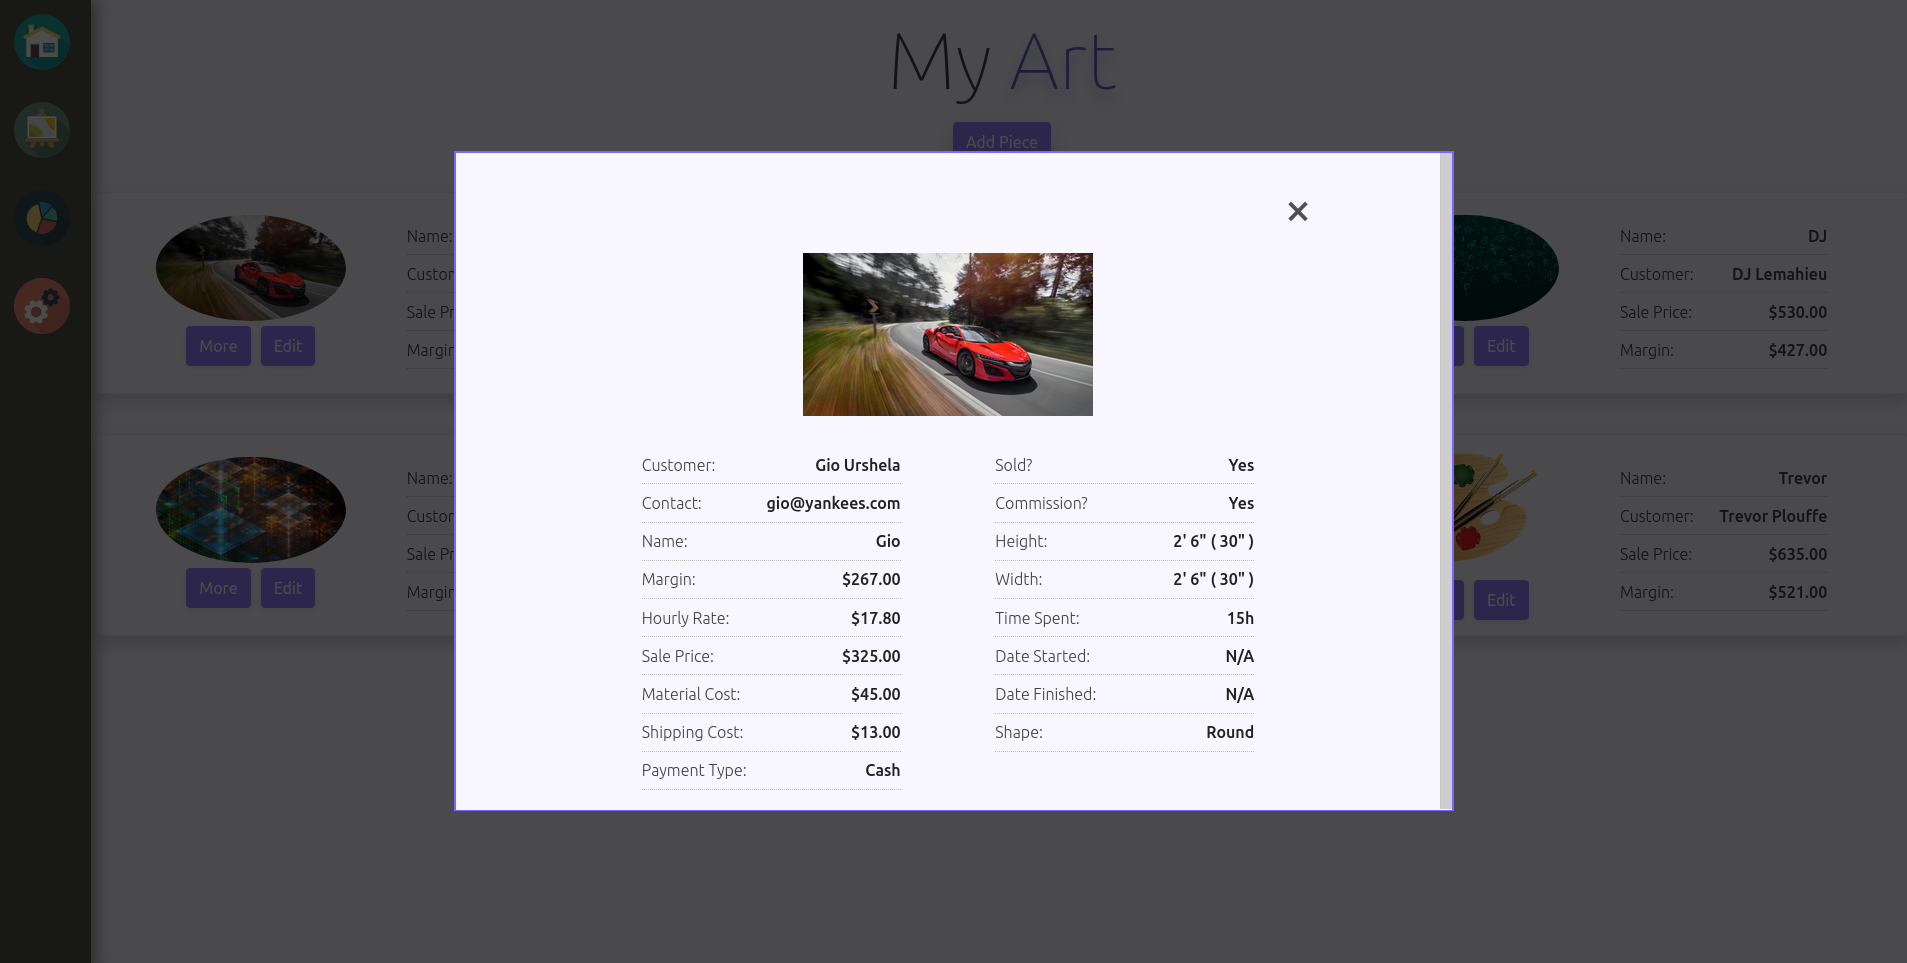 My Art
Add Piece
Name:
Custor
Sale Pr
Margin
More Edit
Edit
Name: DJ
Customer: DJ Lemahieu
Sale Price: $530.00
Margin: $427.00
Name:
Custor
Sale Pr
Margin
More Edit
Edit
Name: Trevor
Customer: Trevor Plouffe
Sale Price: $635.00
Margin: $521.00
×
Customer: Gio Urshela
Contact: gio@yankees.com
Name: Gio
Margin: $267.00
Hourly Rate: $17.80
Sale Price: $325.00
Material Cost: $45.00
Shipping Cost: $13.00
Payment Type: Cash
Sold? Yes
Commission? Yes
Height: 2' 6" ( 30" )
Width: 2' 6" ( 30" )
Time Spent: 15h
Date Started: N/A
Date Finished: N/A
Shape: Round